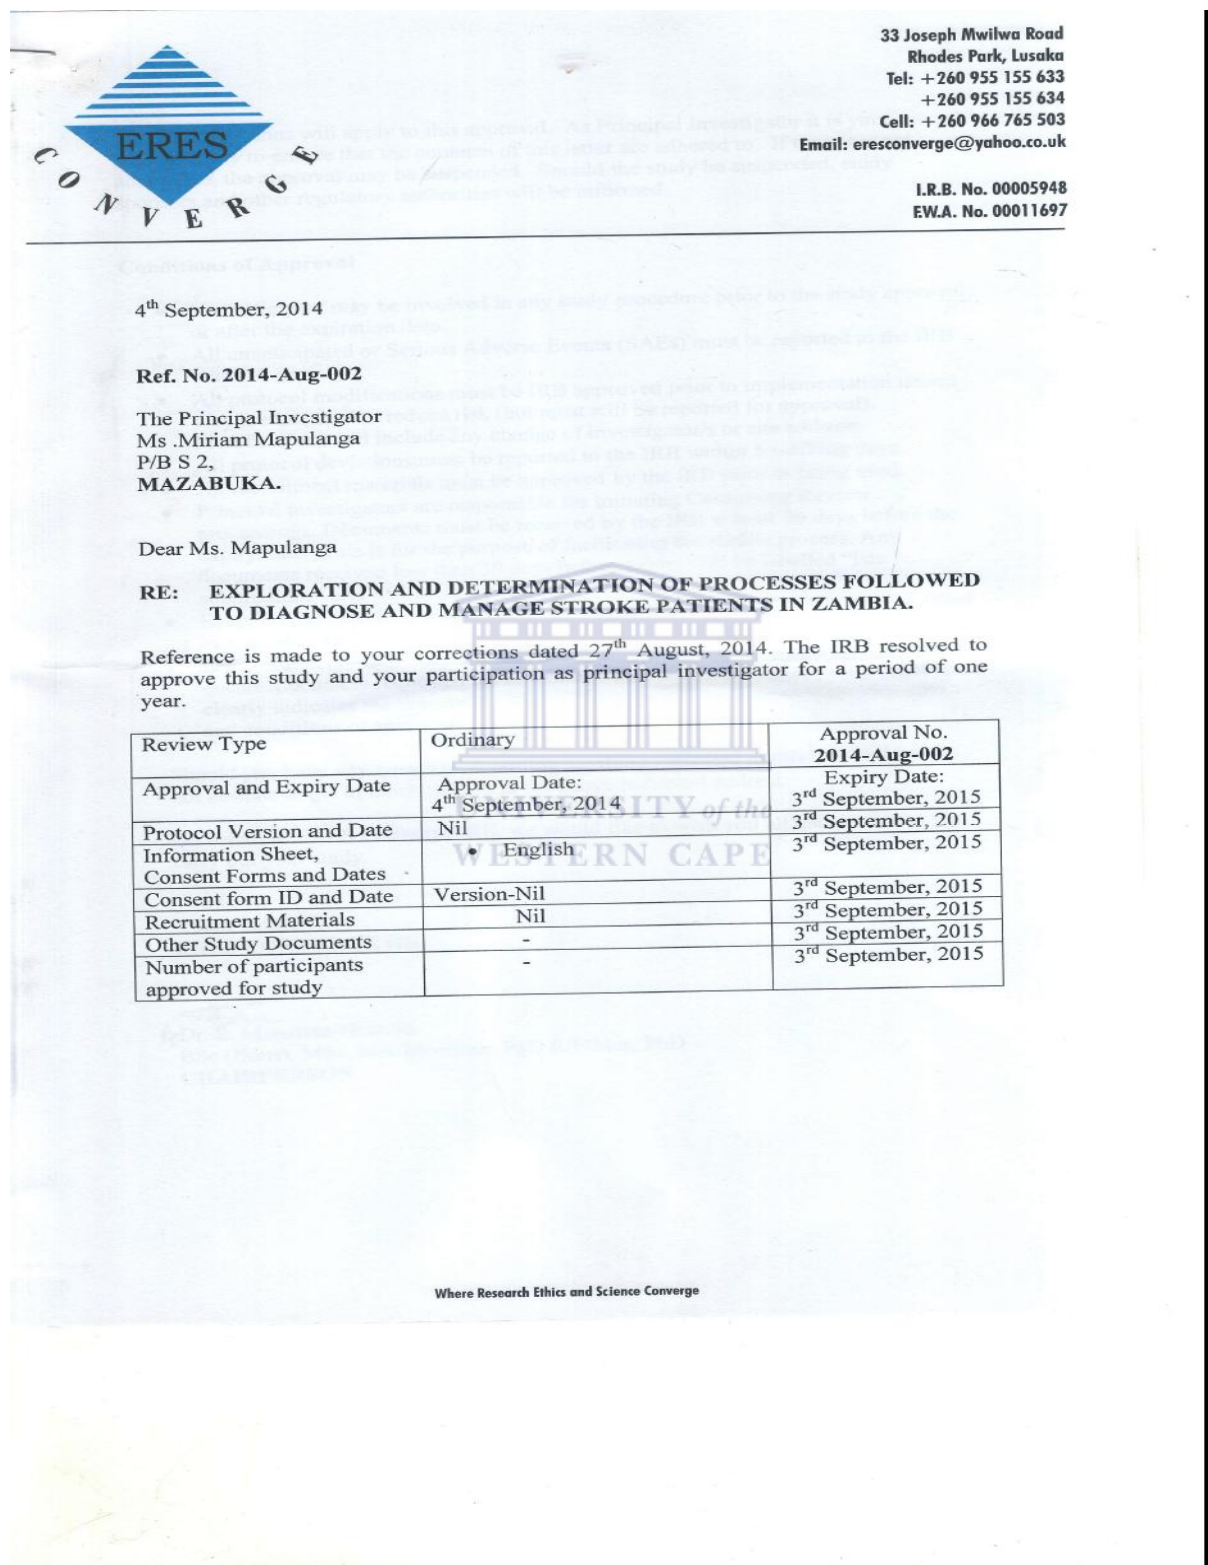 ERES
CONVERGE
33 Joseph Mwilwa Road
Rhodes Park, Lusaka
Tel: +260 955 155 633
+260 955 155 634
Cell: +260 966 765 503
Email: eresconverge@yahoo.co.uk
I.R.B. No. 00005948
F.W.A. No. 00011697
4th September, 2014
Ref. No. 2014-Aug-002
The Principal Investigator
Ms .Miriam Mapulanga
P/B S 2,
MAZABUKA.
Dear Ms. Mapulanga
RE: EXPLORATION AND DETERMINATION OF PROCESSES FOLLOWED
TO DIAGNOSE AND MANAGE STROKE PATIENTS IN ZAMBIA.
Reference is made to your corrections dated 27th August, 2014. The IRB resolved to
approve this study and your participation as principal investigator for a period of one
year.
Review Type Ordinary Approval No.
2014-Aug-002
Approval and Expiry Date Approval Date: Expiry Date:
4th September, 2014 3rd September, 2015
Protocol Version and Date Nil 3rd September, 2015
Information Sheet, • English 3rd September, 2015
Consent Forms and Dates
Consent form ID and Date Version-Nil 3rd September, 2015
Recruitment Materials Nil 3rd September, 2015
Other Study Documents - 3rd September, 2015
Number of participants - 3rd September, 2015
approved for study
UNIVERSITY of the
WESTERN CAPE
Where Research Ethics and Science Converge